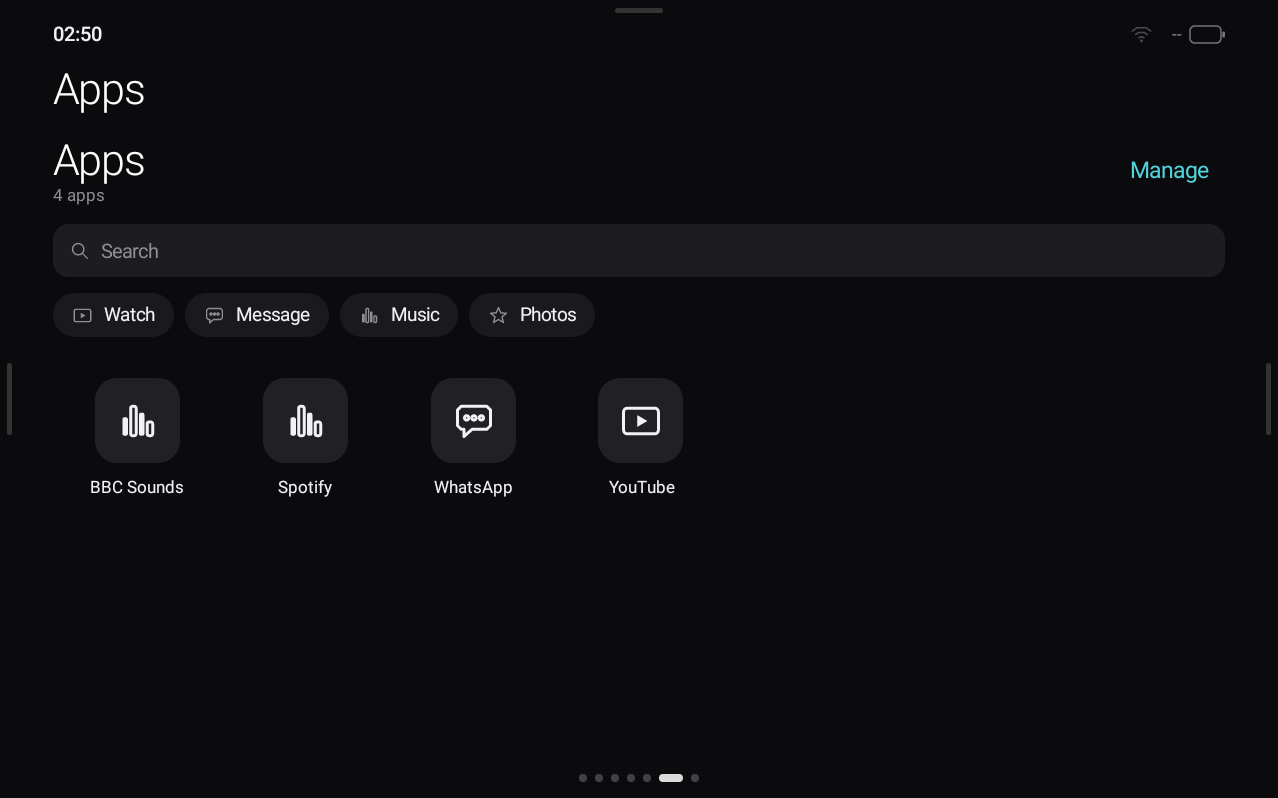 02:50
--
Apps
Apps
Manage
4 apps
Search
Watch
Message
Music
Photos
BBC Sounds
Spotify
WhatsApp
YouTube